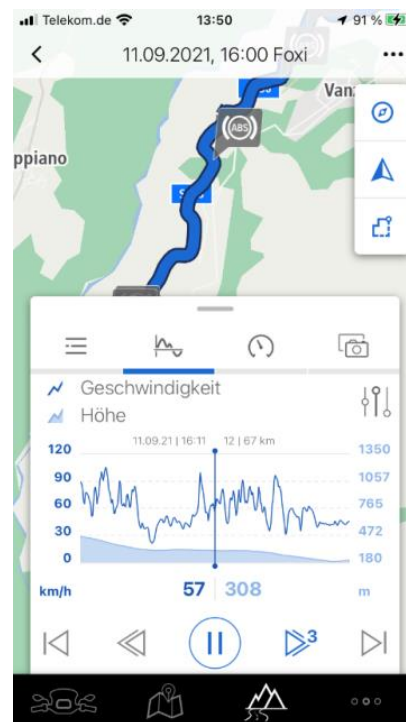 Telekom.de 13:50 91 %
11.09.2021, 16:00 Foxi
ppiano
(ABS)
Geschwindigkeit
Höhe
11.09.21 | 16:11 12 | 67 km
120 1350
90 1057
60 765
30 472
0 180
km/h 57 308 m
3